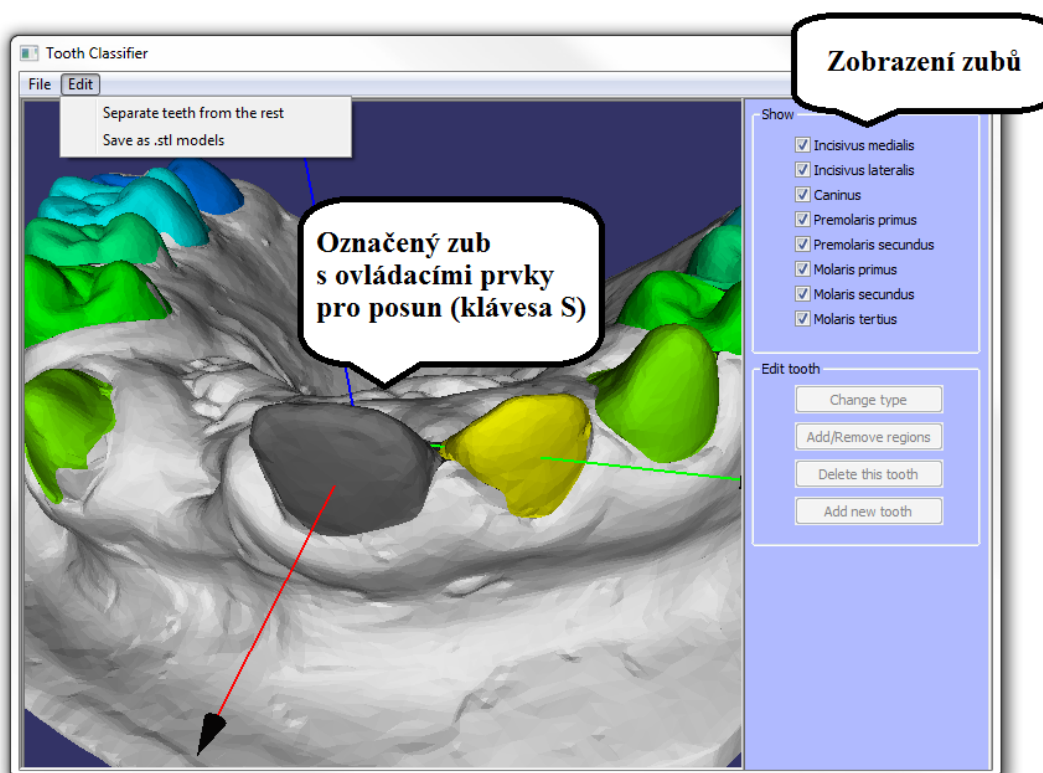 Tooth Classifier
Zobrazení zubů
File Edit
Separate teeth from the rest
Save as .stl models
Označený zub
s ovládacími prvky
pro posun (klávesa S)
Show
Incisivus medialis
Incisivus lateralis
Caninus
Premolaris primus
Premolaris secundus
Molaris primus
Molaris secundus
Molaris tertius
Edit tooth
Change type
Add/Remove regions
Delete this tooth
Add new tooth